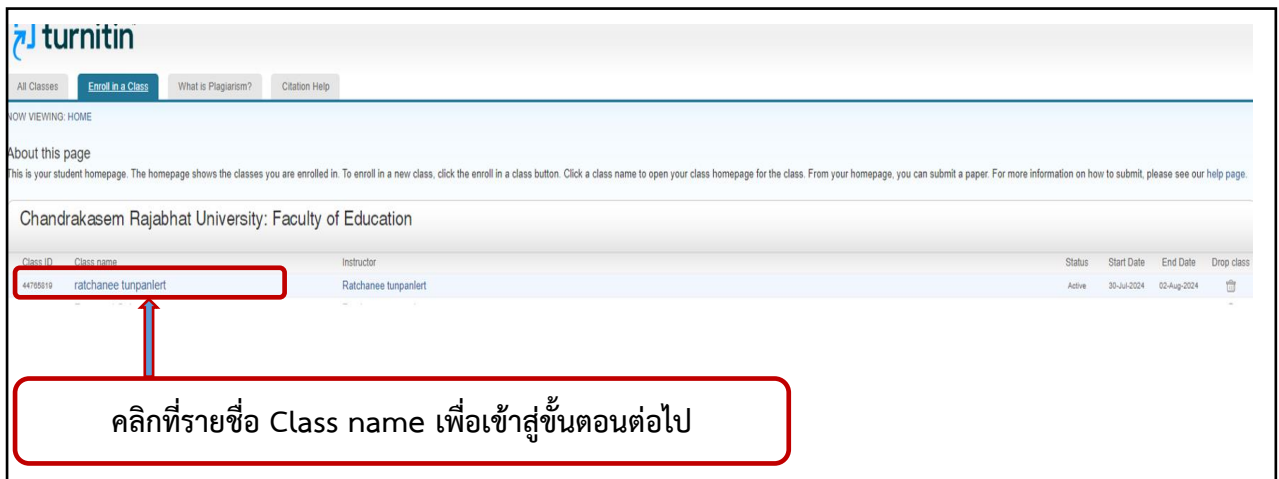 turnitin
All Classes Enroll in a Class What is Plagiarism? Citation Help
NOW VIEWING: HOME
About this page
This is your student homepage. The homepage shows the classes you are enrolled in. To enroll in a new class, click the enroll in a class button. Click a class name to open your class homepage for the class. From your homepage, you can submit a paper. For more information on how to submit, please see our help page.
Chandrakasem Rajabhat University: Faculty of Education
Class ID Class name Instructor Status Start Date End Date Drop class
44765819 ratchanee tunpanlert Ratchanee tunpanlert Active 30-Jul-2024 02-Aug-2024
คลิกที่รายชื่อ Class name เพื่อเข้าสู่ขั้นตอนต่อไป